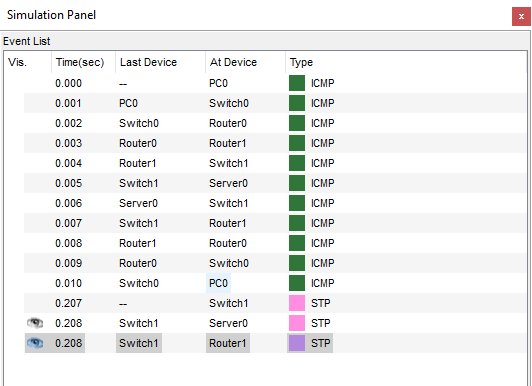 Simulation Panel x
Event List
Vis. Time(sec) Last Device At Device Type
0.000 -- PC0 ICMP
0.001 PC0 Switch0 ICMP
0.002 Switch0 Router0 ICMP
0.003 Router0 Router1 ICMP
0.004 Router1 Switch1 ICMP
0.005 Switch1 Server0 ICMP
0.006 Server0 Switch1 ICMP
0.007 Switch1 Router1 ICMP
0.008 Router1 Router0 ICMP
0.009 Router0 Switch0 ICMP
0.010 Switch0 PC0 ICMP
0.207 -- Switch1 STP
0.208 Switch1 Server0 STP
0.208 Switch1 Router1 STP